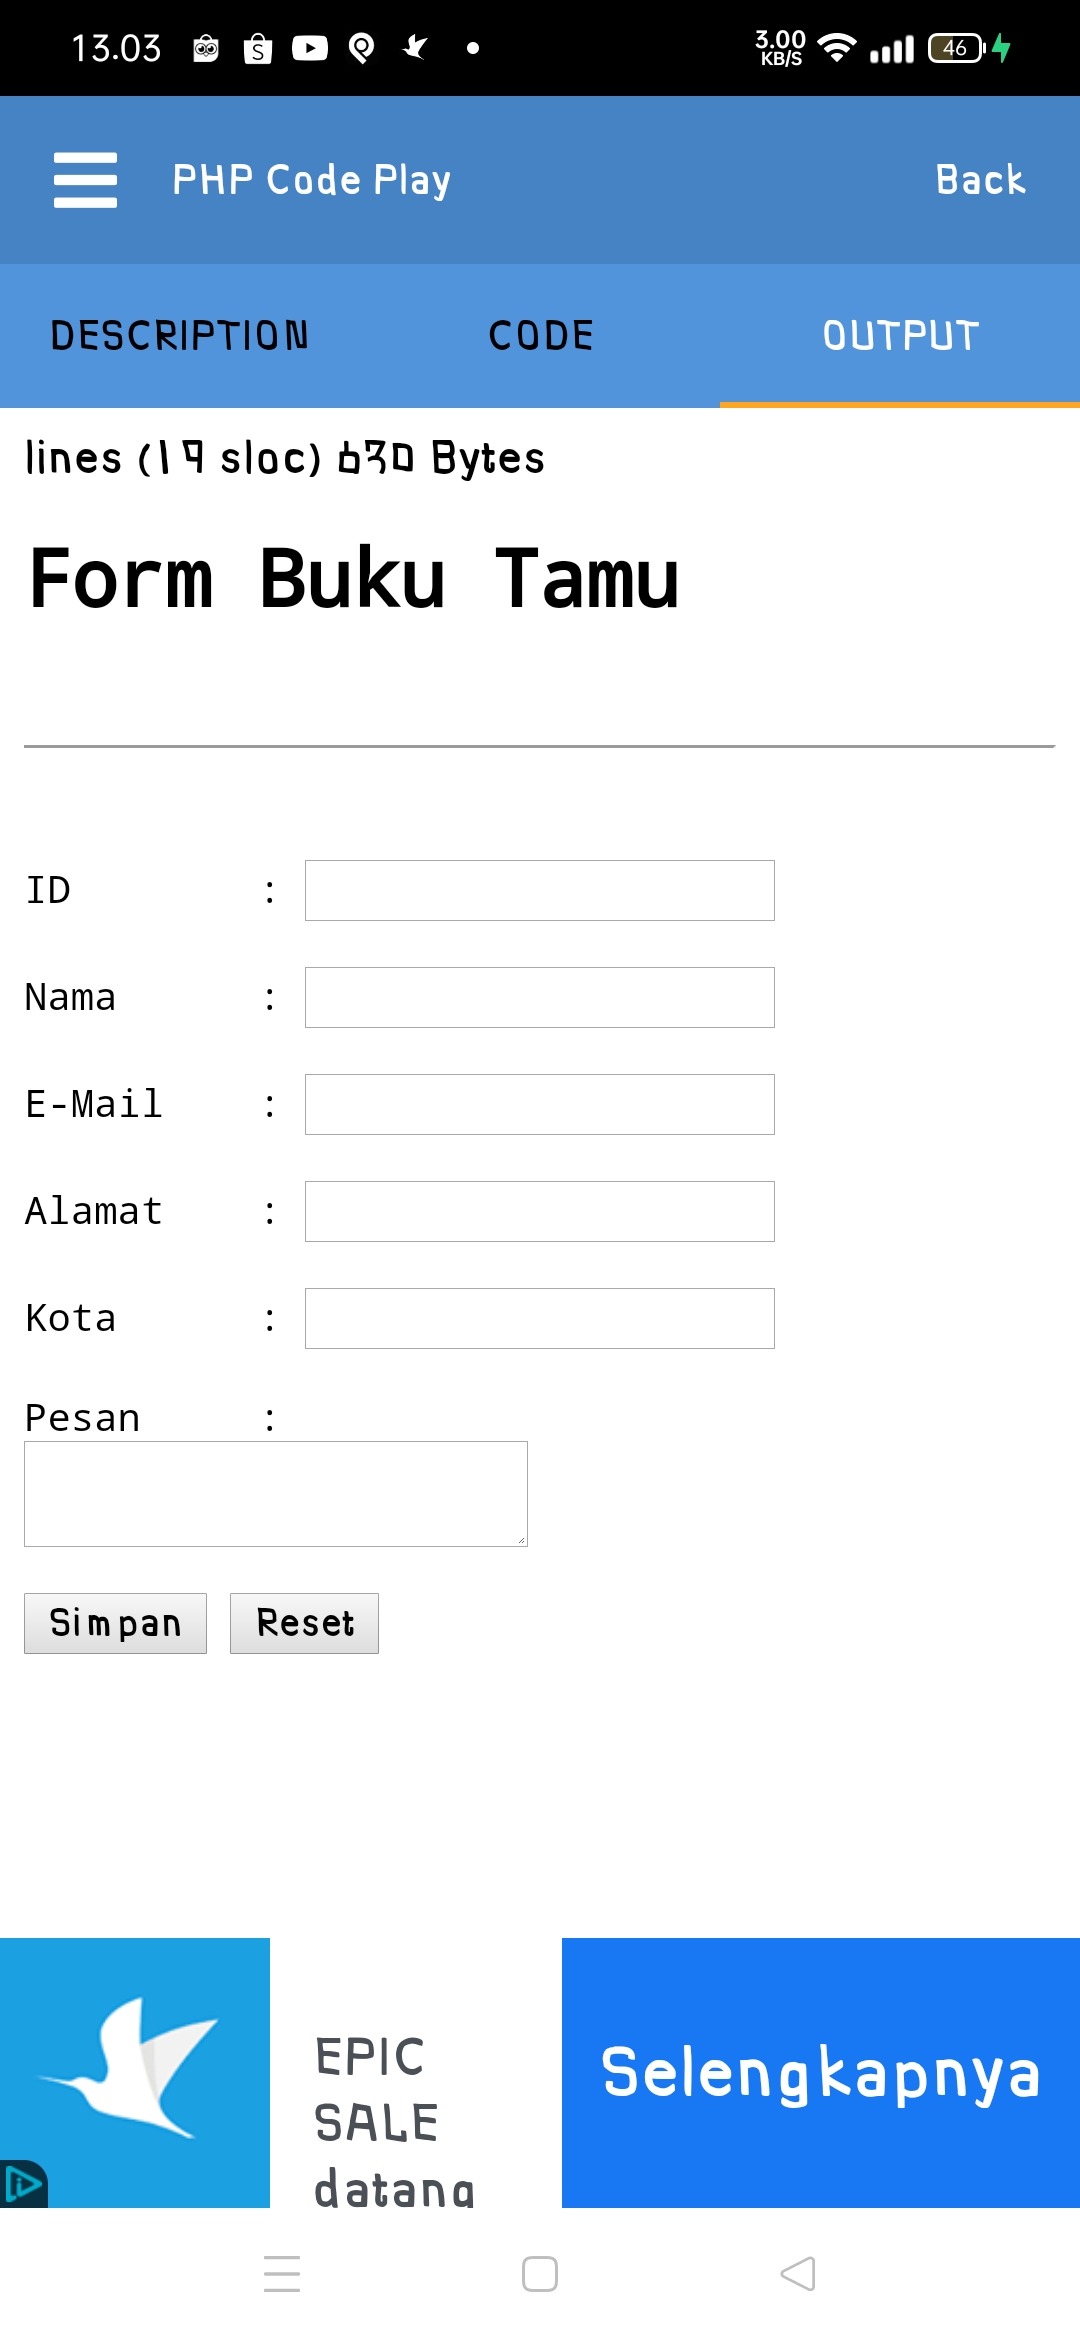 13.03 3.00 KB/S 46
PHP Code Play Back
DESCRIPTION CODE OUTPUT
lines (19 sloc) 630 Bytes
Form Buku Tamu
ID :
Nama :
E-Mail :
Alamat :
Kota :
Pesan :
Simpan Reset
EPIC
SALE
datang
Selengkapnya